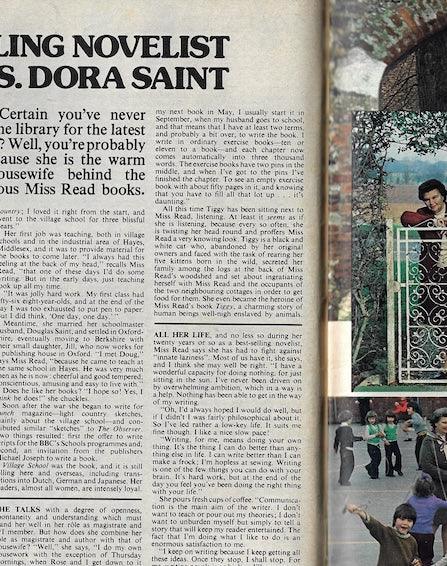 LING NOVELIST
S. DORA SAINT
Certain you've never
he library for the latest
? Well, you're probably
ause she is the warm
ousewife behind the
ous Miss Read books.
ountry; I loved it right from the start, and
vent to the village school for three blissful
ears."
Her first job was teaching, both in village
chools and in the industrial area of Hayes,
Middlesex, and it was to provide material for
he books to come later. "I always had this
eeling at the back of my head," recalls Miss
Read, "that one of these days I'd do some
vriting. But in the early days, just teaching
ook up all my time.
"It was jolly hard work. My first class had
fty-six eight-year-olds, and at the end of the
ay I was too exhausted to put pen to paper—
ut I did think, 'One day, one day.' "
Meantime, she married her schoolmaster
usband, Douglas Saint, and settled in Oxford-
hire, eventually moving to Berkshire with
heir small daughter, Jill, who now works for
publishing house in Oxford. "I met Doug,"
ays Miss Read, "because he came to teach at
he same school in Hayes. He was very much
hen as he is now: cheerful and good tempered,
onscientious, amusing and easy to live with."
Does he like her books? "I hope so! Yes, I
hink he does!" she chuckles.
Soon after the war she began to write for
unch magazine—light country sketches,
ainly about the village school—and con-
ibuted similar "sketches" to The Observer
wo things resulted: first the offer to write
ripts for the BBC's Schools programmes and,
econd, an invitation from the publishers
Michael Joseph to write a book.
Village School was the book, and it is still
elling here and overseas, including trans-
tions into Dutch, German and Japanese. Her
eaders, almost all women, are intensely loyal.
HE TALKS with a degree of openness,
pontaneity and understanding which must
and her well in her rôle as magistrate and
T member. But how does she combine her
le as magistrate and author with that of
ousewife? "Well," she says, "I do my own
ousework with the exception of Thursday
ornings, when Rose and I get down to it
my next book in May, I usually start it in
September, when my husband goes to school,
and that means that I have at least two terms,
and probably a bit over, to write the book. I
write in ordinary exercise books—ten or
eleven to a book—and each chapter now
comes automatically into three thousand
words. The exercise books have two pins in the
middle, and when I've got to the pins I've
finished the chapter. To see an empty exercise
book with about fifty pages in it, and knowing
that you have to fill all that lot up . . . it's
daunting."
All this time Tiggy has been sitting next to
Miss Read, listening. At least it seems as if
she is listening, because every so often, she
is twisting her head round and proffers Miss
Read a very knowing look. Tiggy is a black and
white cat who, abandoned by her original
owners and faced with the task of rearing her
five kittens born in the wild, secreted her
family among the logs at the back of Miss
Read's woodshed and set about ingratiating
herself with Miss Read and the occupants of
the two neighbouring cottages in order to get
food for them. She even became the heroine of
Miss Read's book Tiggy, a charming story of
human beings well-nigh enslaved by animals.
ALL HER LIFE, and no less so during her
twenty years or so as a best-selling novelist,
Miss Read says she has had to fight against
"innate laziness". Most of us have it, she says,
and I think she may well be right. "I have a
wonderful capacity for doing nothing, for just
sitting in the sun. I've never been driven on
by overwhelming ambition, which in a way is
a help. Nothing has been able to get in the way
of my writing.
"Oh, I'd always hoped I would do well, but
if I didn't I was fairly philosophical about it.
So I've led a rather low-key life. It suits me
fine though. I like a nice slow pace".
"Writing, for me, means doing your own
thing. It's the thing I can do better than any-
thing else in life. I can write better than I can
make a frock; I'm hopeless at sewing. Writing
is one of the few things you can do with your
brain. It's hard work, but at the end of the
day you feel you've been doing the right thing
with your life."
She pours fresh cups of coffee. "Communica-
tion is the main aim of the writer. I don't
want to teach or pour out my thoughts; I don't
want to unburden myself but simply to tell
a story that will keep my reader entertained. The
fact that I'm doing what I like to do is an
enormous satisfaction to me.
"I keep on writing because I keep getting all
these ideas. Once they stop, I shall stop. For